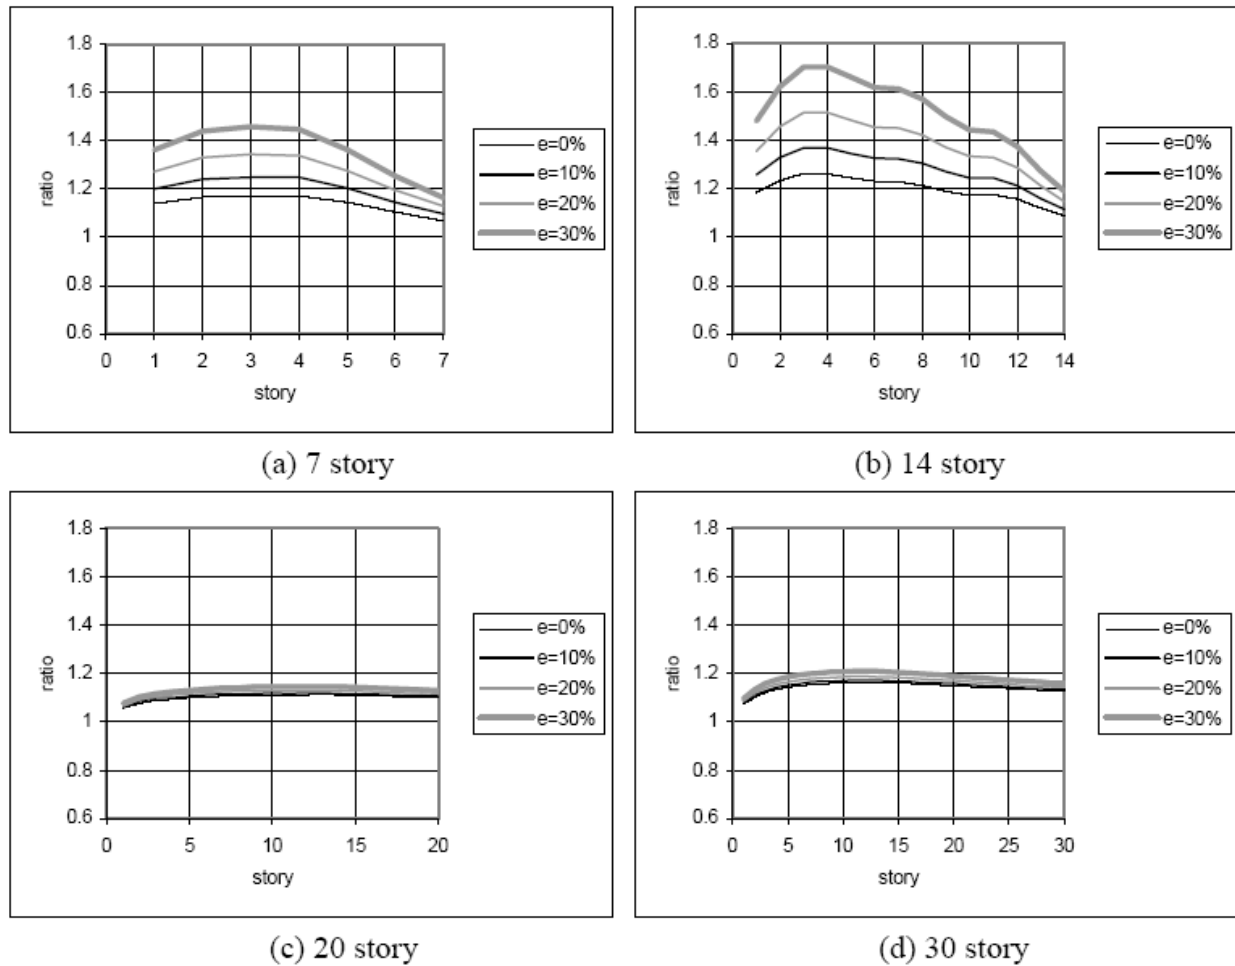 1.8
1.6
1.4
1.2
1
0.8
0.6
ratio
0 1 2 3 4 5 6 7
story
e=0%
e=10%
e=20%
e=30%
(a) 7 story
1.8
1.6
1.4
1.2
1
0.8
0.6
ratio
0 2 4 6 8 10 12 14
story
e=0%
e=10%
e=20%
e=30%
(b) 14 story
1.8
1.6
1.4
1.2
1
0.8
0.6
ratio
0 5 10 15 20
story
e=0%
e=10%
e=20%
e=30%
(c) 20 story
1.8
1.6
1.4
1.2
1
0.8
0.6
ratio
0 5 10 15 20 25 30
story
e=0%
e=10%
e=20%
e=30%
(d) 30 story